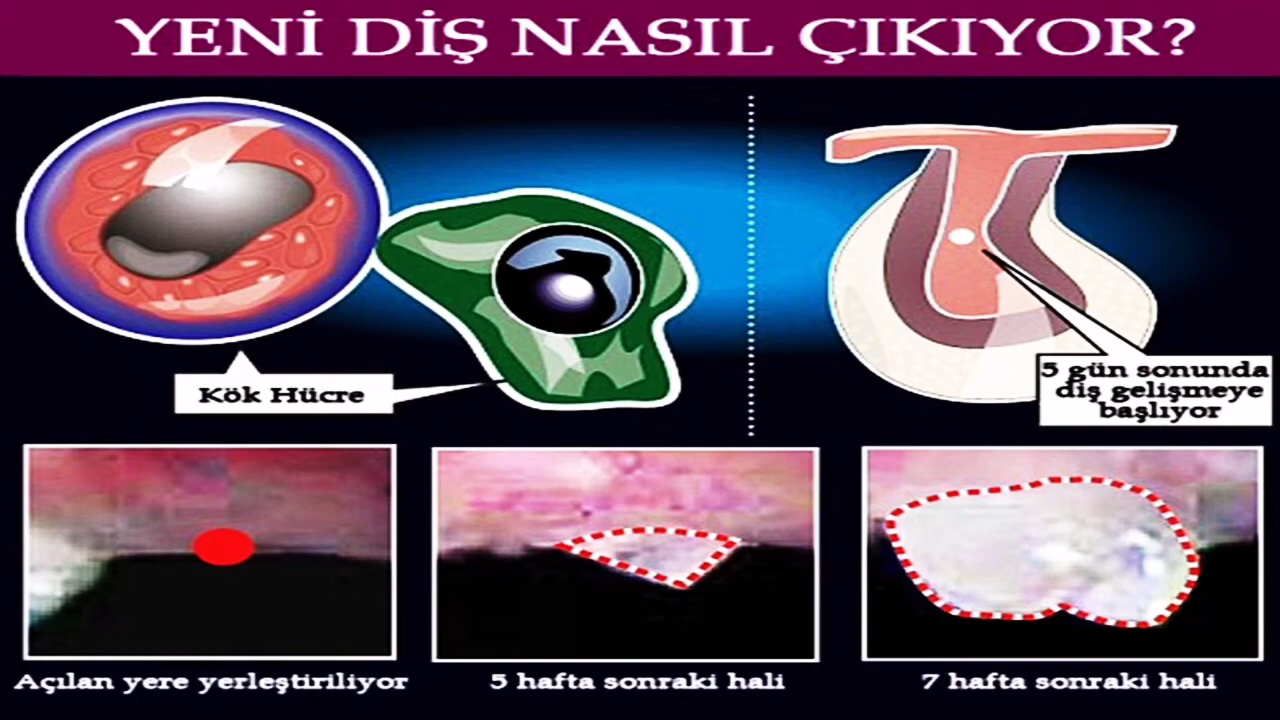 YENİ DİŞ NASIL ÇIKIYOR?
Kök Hücre
5 gün sonunda
diş gelişmeye
başlıyor
Açılan yere yerleştiriliyor
5 hafta sonraki hali
7 hafta sonraki hali